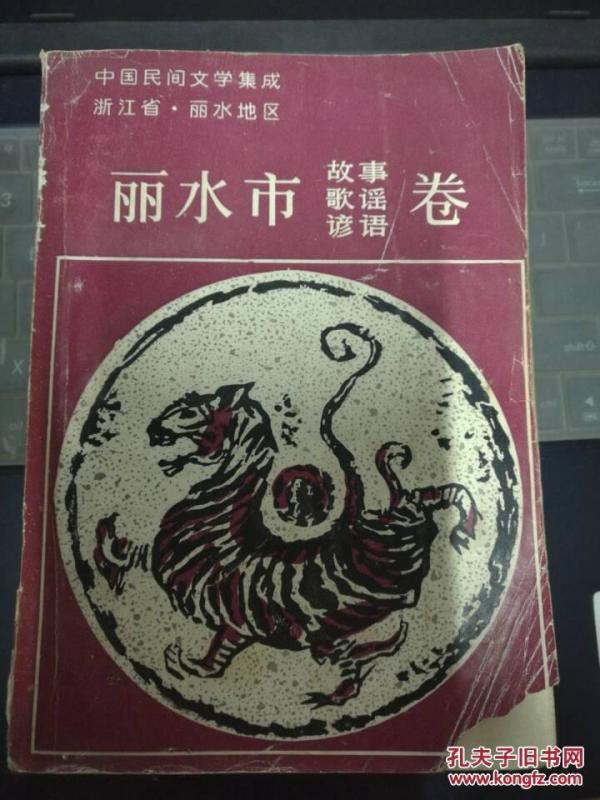 中国民间文学集成
浙江省·丽水地区
丽水市 故事 歌谣 谚语 卷
孔夫子旧书网
www.kongfz.com